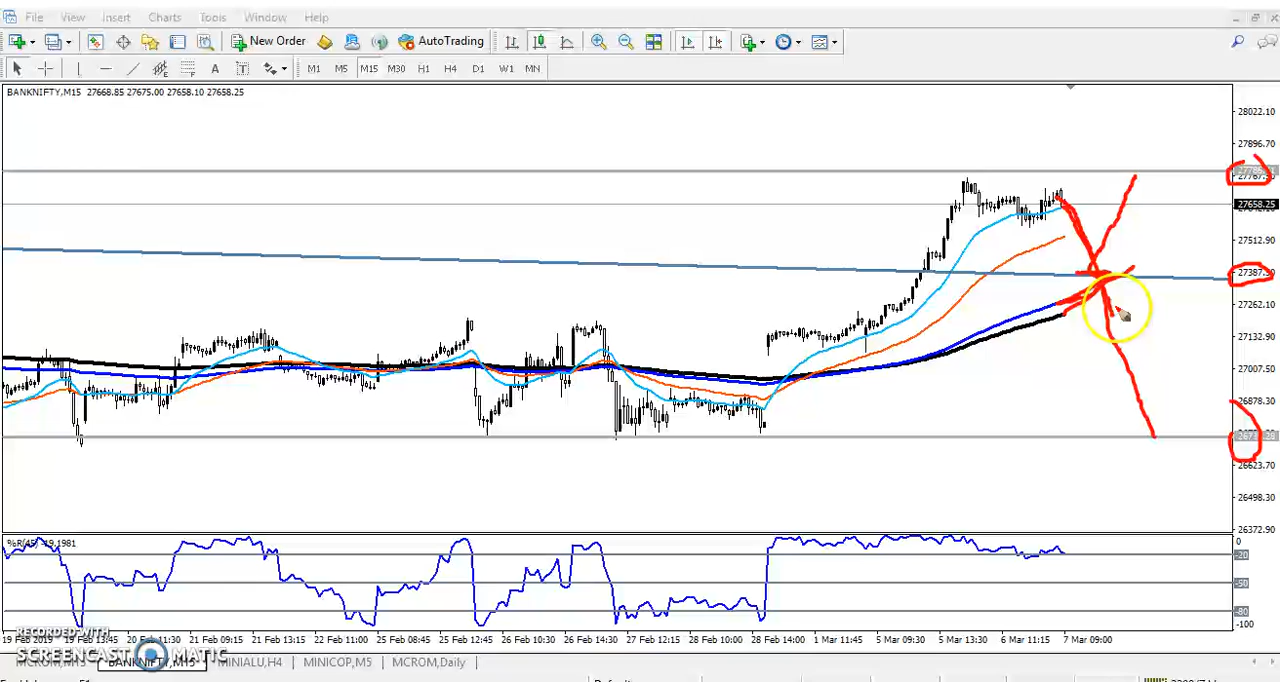 File View Insert Charts Tools Window Help
New Order AutoTrading
A T M1 M5 M15 M30 H1 H4 D1 W1 MN
BANKNIFTY,M15 27668.85 27675.00 27658.10 27658.25
28022.10
27896.70
27658.25
27512.90
27262.10
27132.90
27007.50
26878.30
26623.70
26498.30
26372.90
%R(45) -19.1981
0
-20
-50
-80
-100
19 Feb 2019 19 Feb 13:45 20 Feb 11:30 21 Feb 09:15 21 Feb 13:15 22 Feb 11:00 25 Feb 08:45 25 Feb 12:45 26 Feb 10:30 26 Feb 14:30 27 Feb 12:15 28 Feb 10:00 28 Feb 14:00 1 Mar 11:45 5 Mar 09:30 5 Mar 13:30 6 Mar 11:15 7 Mar 09:00
RECORDED WITH
SCREENCAST MATIC
BANKNIFTY,M15 MINIALU,H4 MINICOP,M5 MCROM,Daily